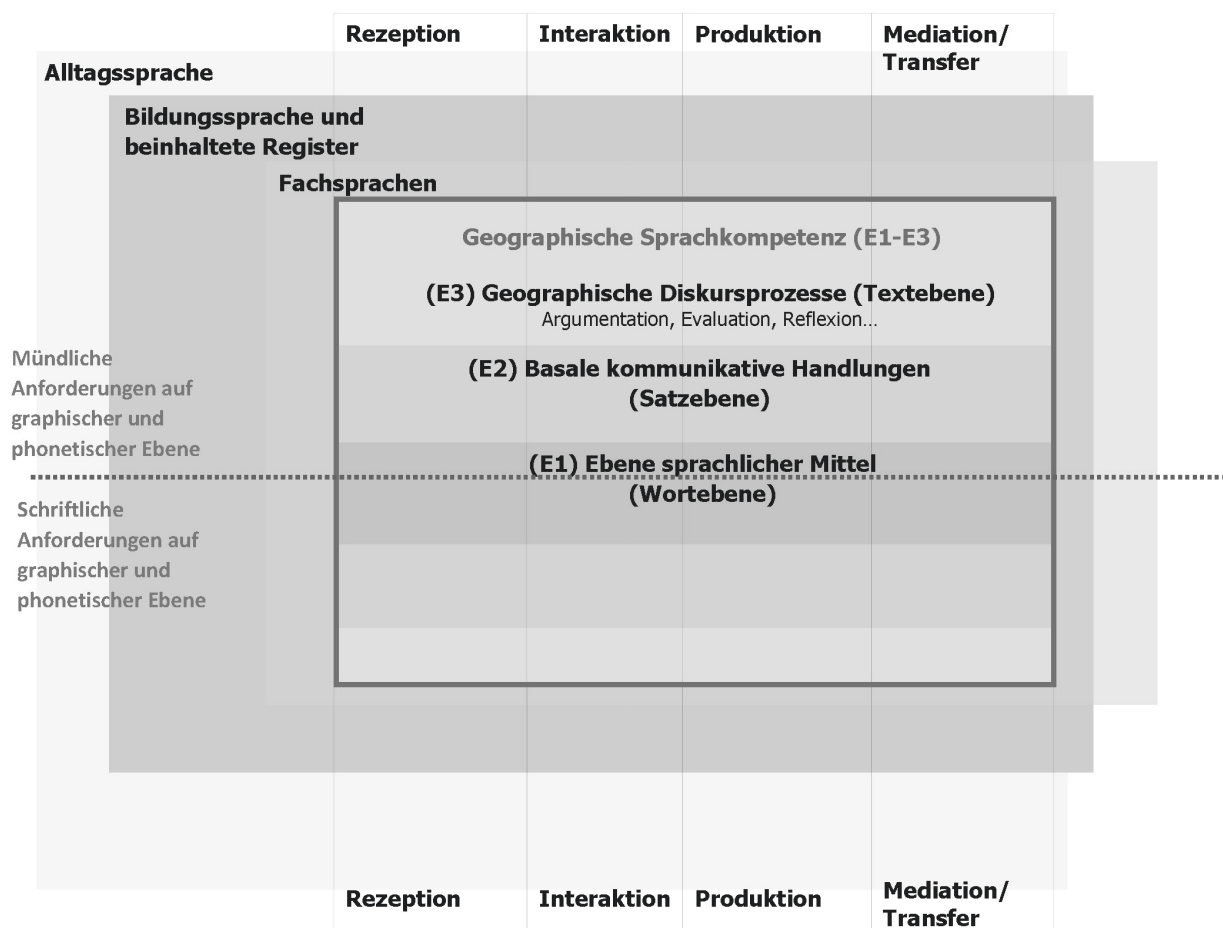 Rezeption Interaktion Produktion Mediation/
Transfer
Alltagssprache
Bildungssprache und
beinhaltete Register
Fachsprachen
Geographische Sprachkompetenz (E1-E3)
(E3) Geographische Diskursprozesse (Textebene)
Argumentation, Evaluation, Reflexion...
Mündliche
Anforderungen auf
graphischer und
phonetischer Ebene
(E2) Basale kommunikative Handlungen
(Satzebene)
(E1) Ebene sprachlicher Mittel
(Wortebene)
Schriftliche
Anforderungen auf
graphischer und
phonetischer Ebene
Rezeption Interaktion Produktion Mediation/
Transfer